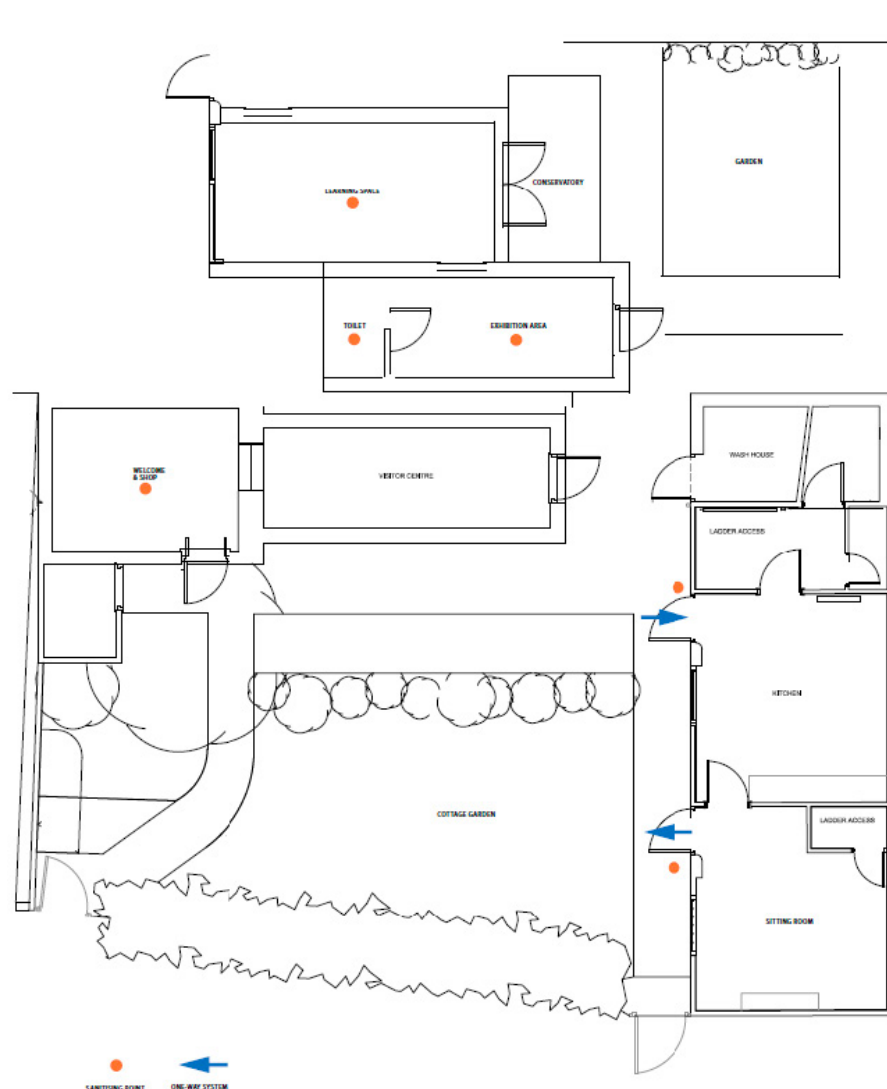 GARDEN
CONSERVATORY
LEARNING SPACE
TOILET
EXHIBITION AREA
WELCOME
& SHOP
VISITOR CENTRE
WASH HOUSE
LADDER ACCESS
KITCHEN
COTTAGE GARDEN
LADDER ACCESS
SITTING ROOM
SANITISING POINT
ONE-WAY SYSTEM